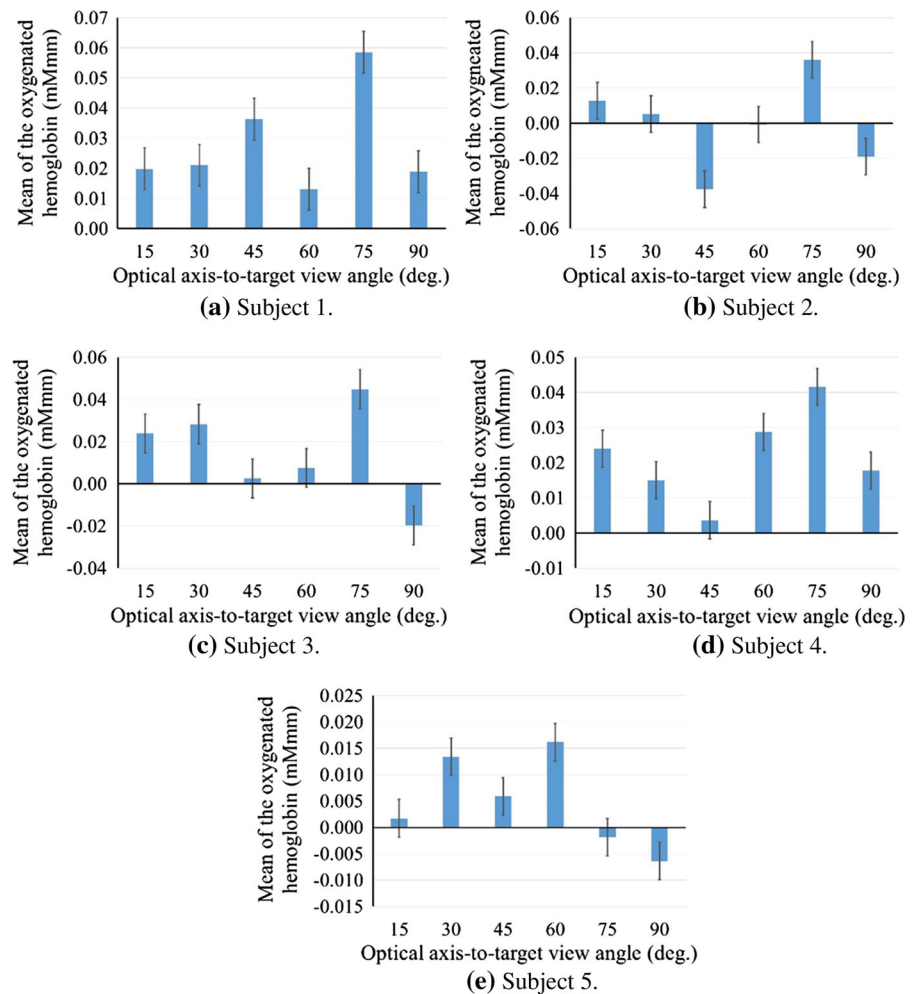 Mean of the oxygenated
hemoglobin (mMmm)
0.07
0.06
0.05
0.04
0.03
0.02
0.01
0.00
15 30 45 60 75 90
Optical axis-to-target view angle (deg.)
(a) Subject 1.
Mean of the oxygneated
hemoglobin (mMmm)
0.06
0.04
0.02
0.00
-0.02
-0.04
-0.06
15 30 45 60 75 90
Optical axis-to-target view angle (deg.)
(b) Subject 2.
Mean of the oxygenated
hemoglobin (mMmm)
0.06
0.04
0.02
0.00
-0.02
-0.04
15 30 45 60 75 90
Optical axis-to-target view angle (deg.)
(c) Subject 3.
Mean of the oxygenated
hemoglobin (mMmm)
0.05
0.04
0.03
0.02
0.01
0.00
-0.01
15 30 45 60 75 90
Optical axis-to-target view angle (deg.)
(d) Subject 4.
Mean of the oxygenated
hemoglobin (mMmm)
0.025
0.020
0.015
0.010
0.005
0.000
-0.005
-0.010
-0.015
15 30 45 60 75 90
Optical axis-to-target view angle (deg.)
(e) Subject 5.